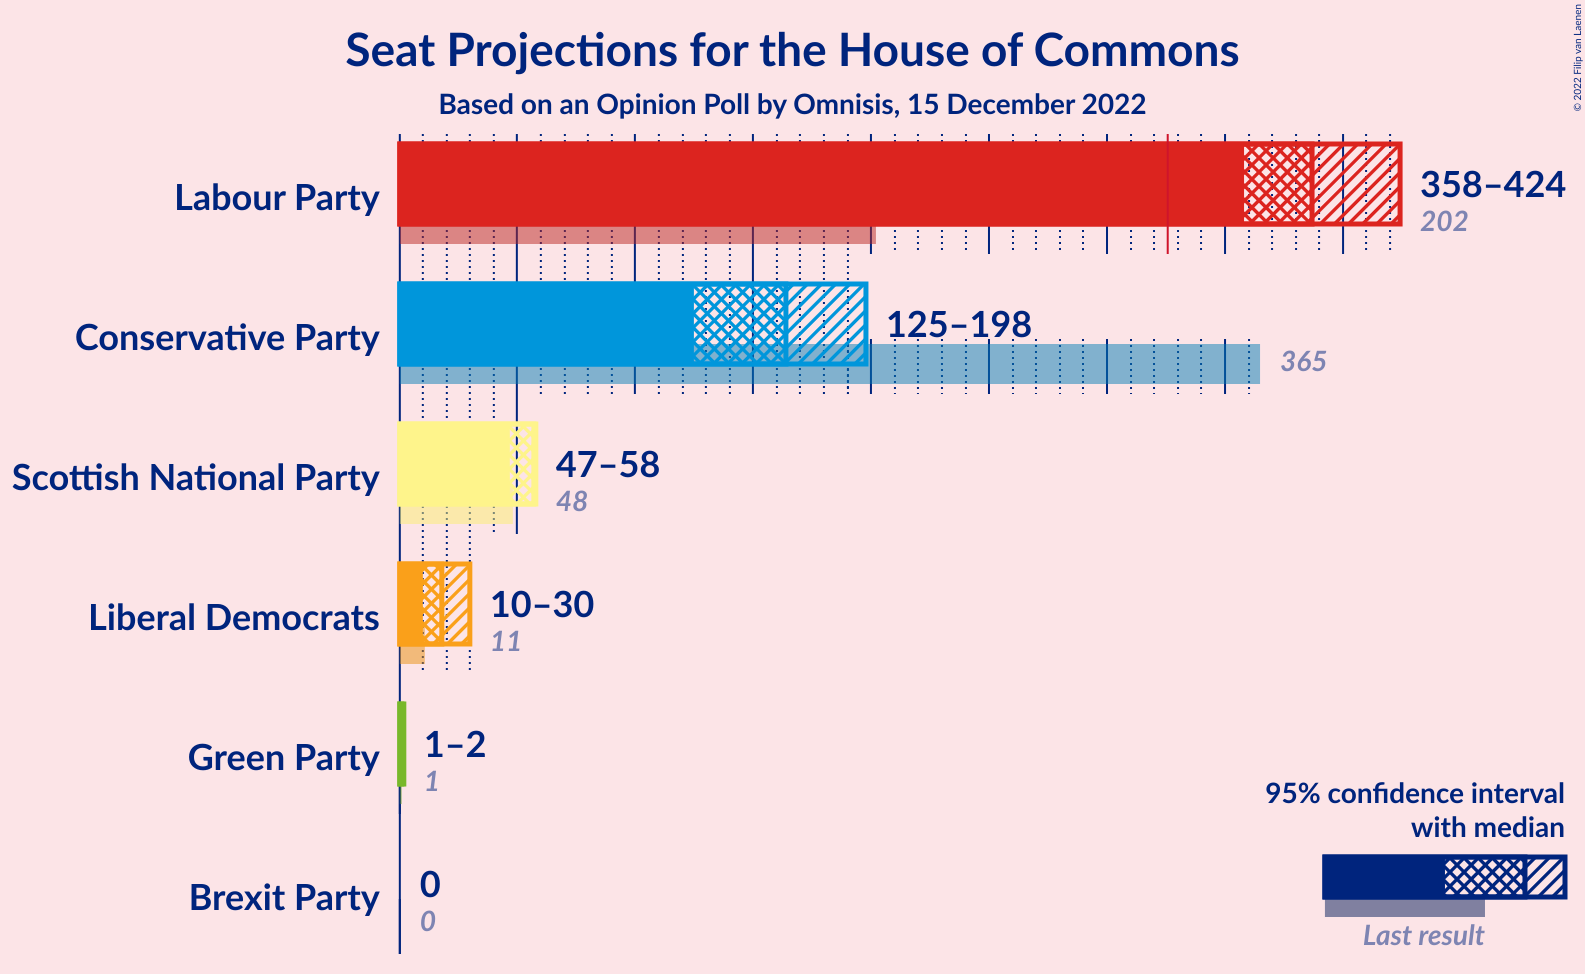 Seat Projections for the House of Commons
Based on an Opinion Poll by Omnisis, 15 December 2022
© 2022 Filip van Laenen
Labour Party
358–424
202
Conservative Party
125–198
365
Scottish National Party
47–58
48
Liberal Democrats
10–30
11
Green Party
1–2
1
Brexit Party
0
0
95% confidence interval
with median
Last result